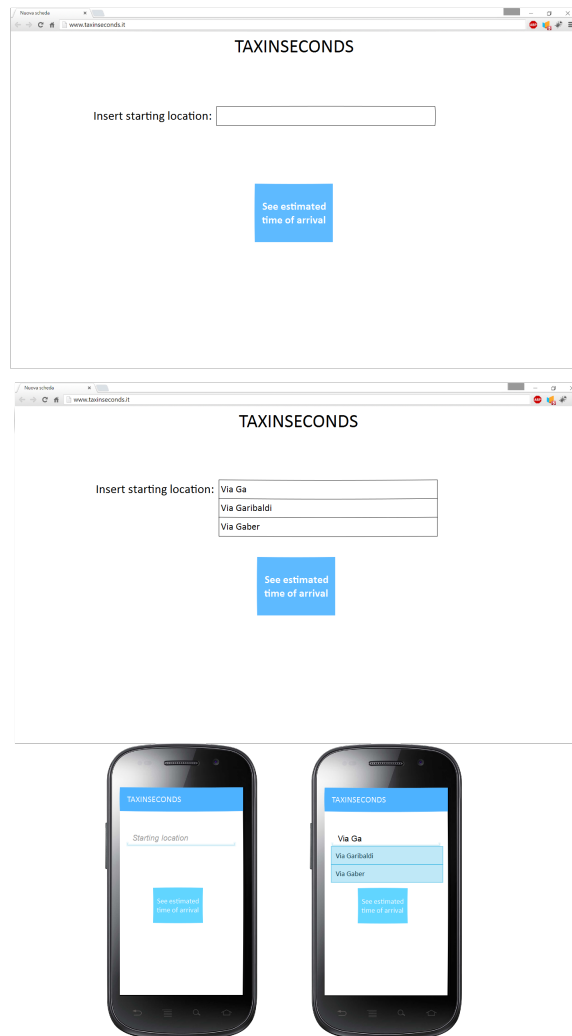 Nuova scheda
www.taxinseconds.it
TAXINSECONDS
Insert starting location:
See estimated
time of arrival
Nuova scheda
www.taxinseconds.it
TAXINSECONDS
Insert starting location: Via Ga
Via Garibaldi
Via Gaber
See estimated
time of arrival
TAXINSECONDS
Starting location
See estimated
time of arrival
TAXINSECONDS
Via Ga
Via Garibaldi
Via Gaber
See estimated
time of arrival